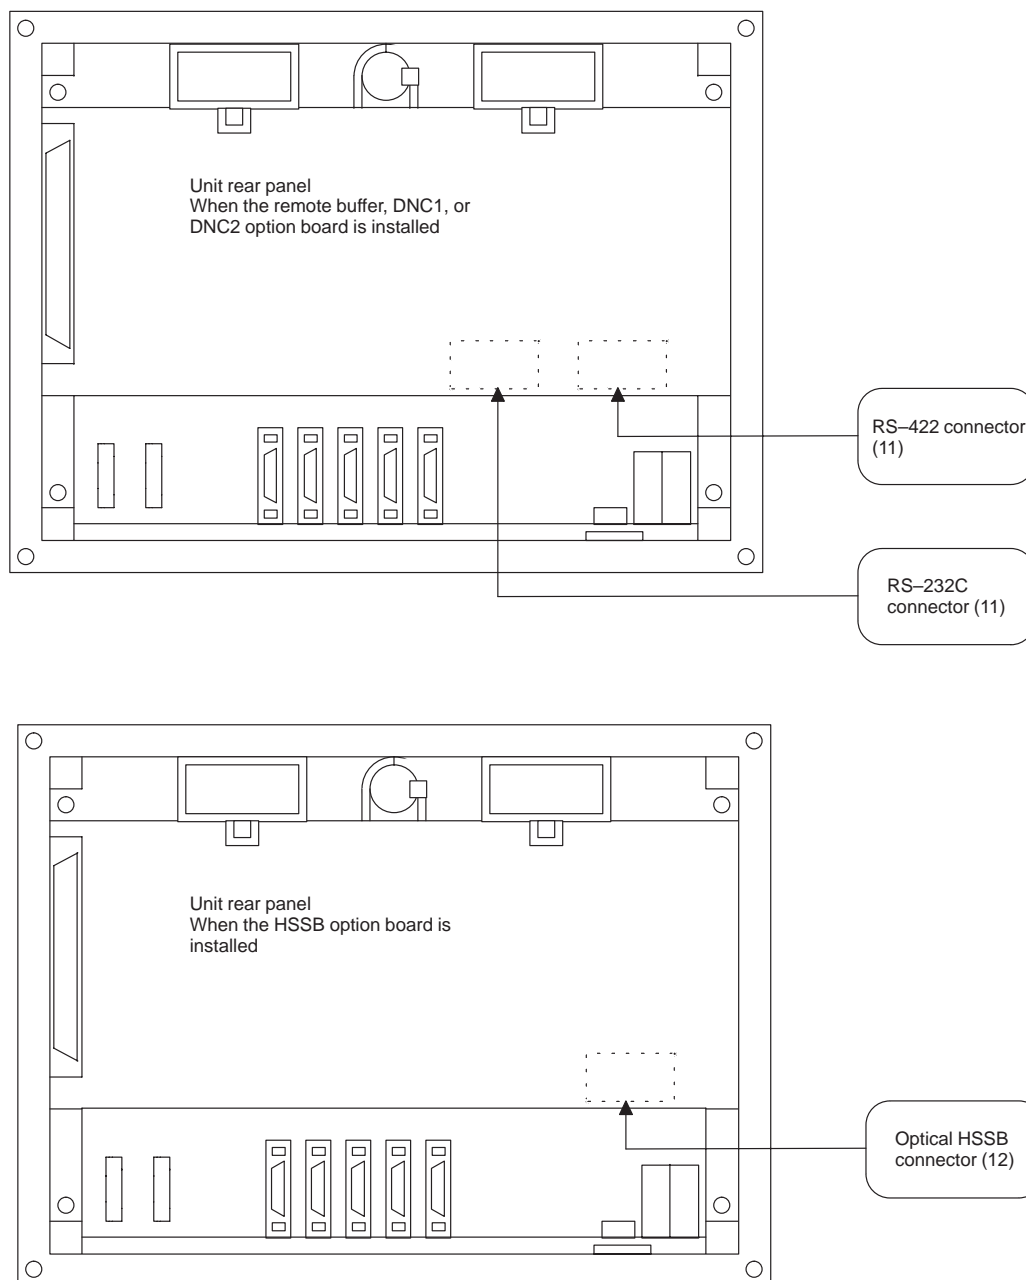 Unit rear panel
When the remote buffer, DNC1, or
DNC2 option board is installed
RS–422 connector
(11)
RS–232C
connector (11)
Unit rear panel
When the HSSB option board is
installed
Optical HSSB
connector (12)